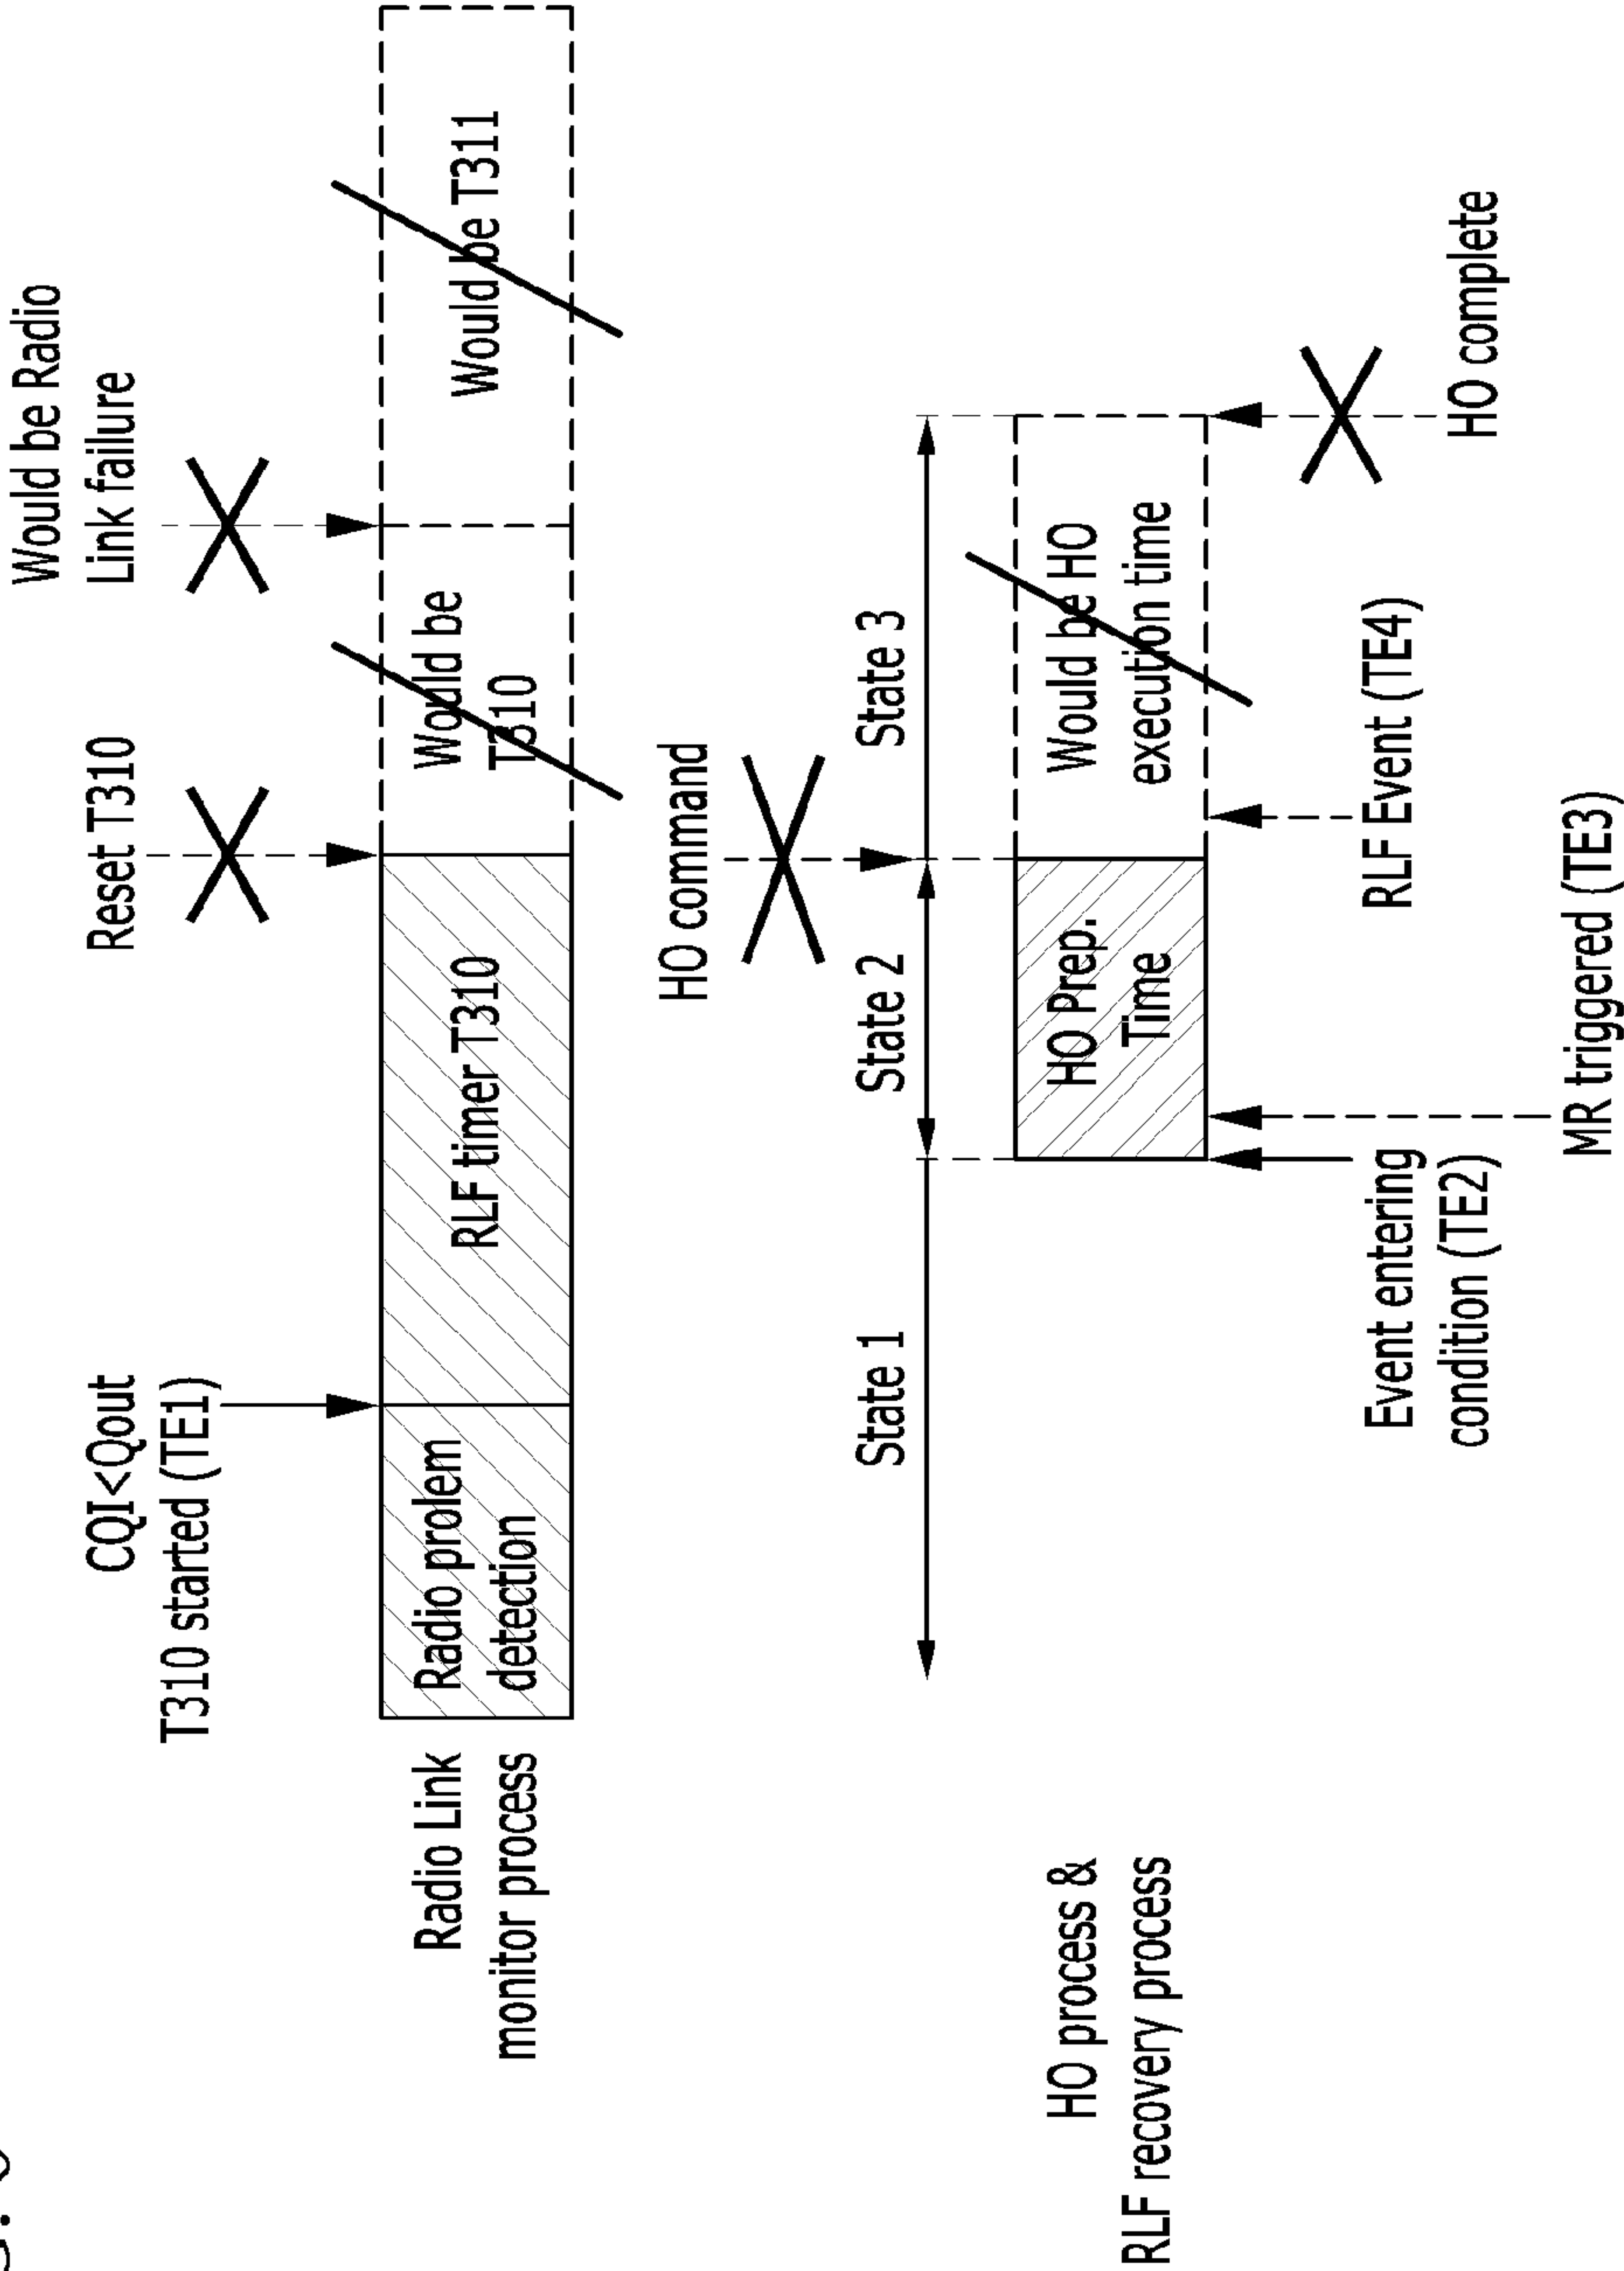 Would be Radio
Link failure
Reset T310
CQI<Qout
T310 started (TE1)
Radio Link
monitor process
Radio prolem
detection
RLF timer T310
Would be
T310
Would be T311
HO command
State 1
State 2
State 3
HO process &
RLF recovery process
HO Prep.
Time
Would be HO
execution time
Event entering
condition (TE2)
RLF Event (TE4)
HO complete
MR triggered (TE3)